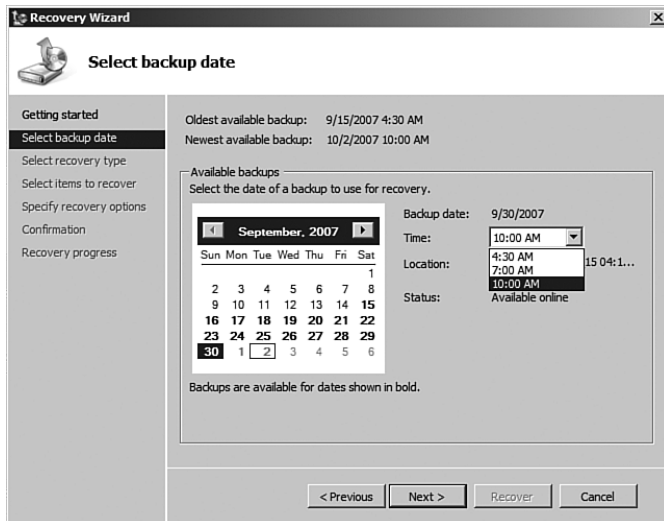 Recovery Wizard
Select backup date
Getting started
Select backup date
Select recovery type
Select items to recover
Specify recovery options
Confirmation
Recovery progress
Oldest available backup: 9/15/2007 4:30 AM
Newest available backup: 10/2/2007 10:00 AM
Available backups
Select the date of a backup to use for recovery.
September, 2007
Sun Mon Tue Wed Thu Fri Sat
1
2 3 4 5 6 7 8
9 10 11 12 13 14 15
16 17 18 19 20 21 22
23 24 25 26 27 28 29
30 1 2 3 4 5 6
Backups are available for dates shown in bold.
Backup date: 9/30/2007
Time: 10:00 AM
4:30 AM
7:00 AM
10:00 AM
Location: 15 04:1...
Status: Available online
< Previous
Next >
Recover
Cancel